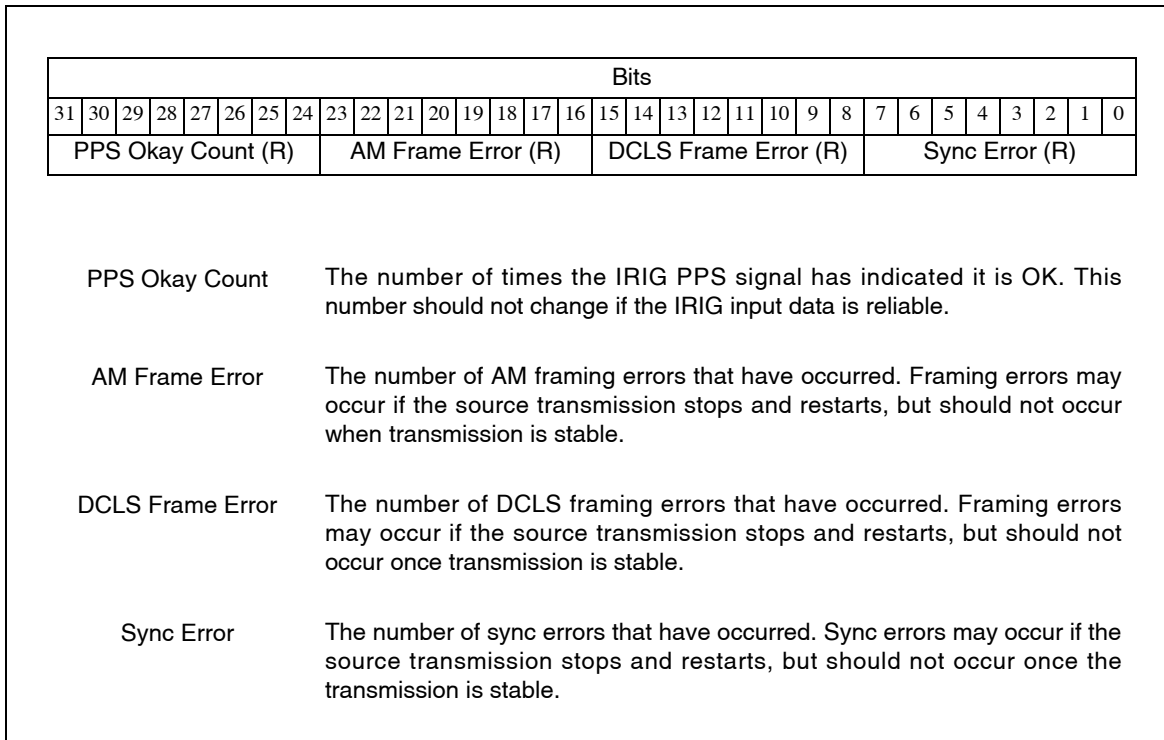 Bits
31 30 29 28 27 26 25 24 23 22 21 20 19 18 17 16 15 14 13 12 11 10 9 8 7 6 5 4 3 2 1 0
PPS Okay Count (R) AM Frame Error (R) DCLS Frame Error (R) Sync Error (R)
PPS Okay Count The number of times the IRIG PPS signal has indicated it is OK. This
number should not change if the IRIG input data is reliable.
AM Frame Error The number of AM framing errors that have occurred. Framing errors may
occur if the source transmission stops and restarts, but should not occur
when transmission is stable.
DCLS Frame Error The number of DCLS framing errors that have occurred. Framing errors
may occur if the source transmission stops and restarts, but should not
occur once transmission is stable.
Sync Error The number of sync errors that have occurred. Sync errors may occur if the
source transmission stops and restarts, but should not occur once the
transmission is stable.